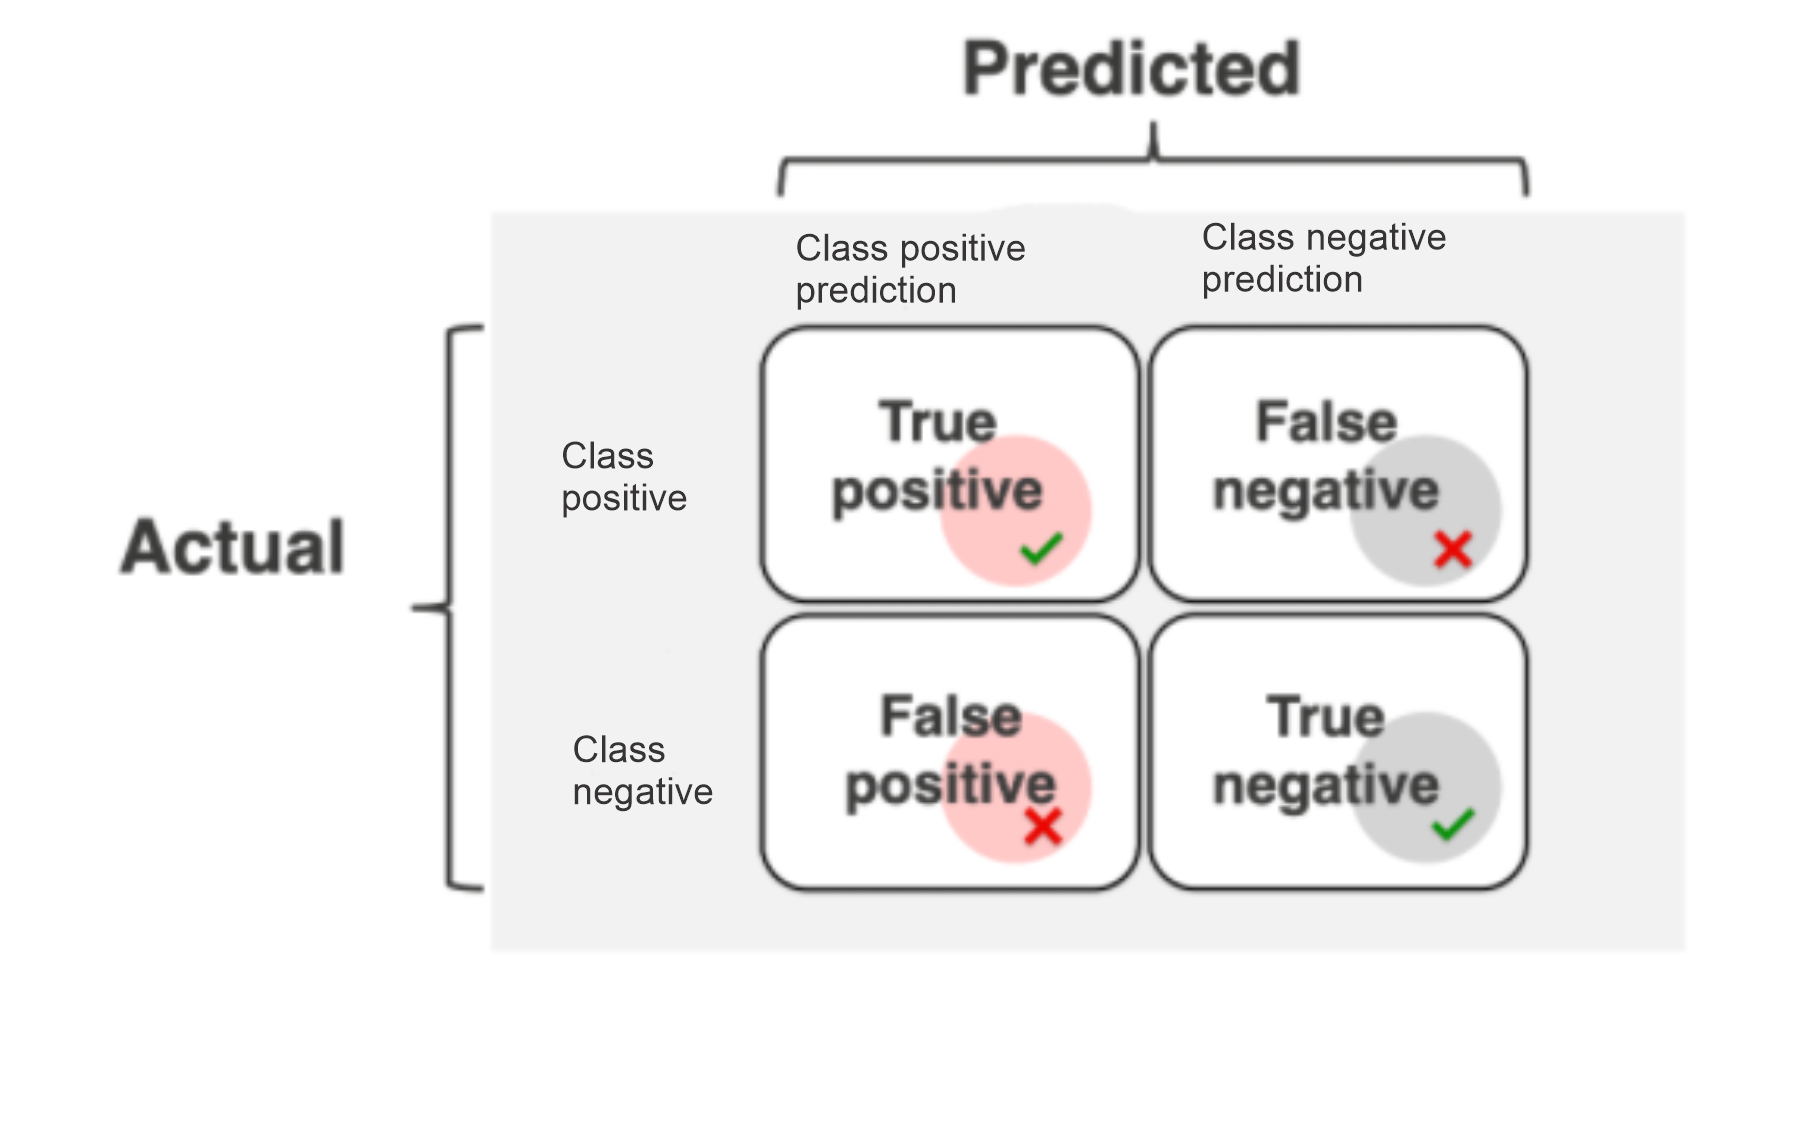 Predicted
Class positive
prediction
Class negative
prediction
Actual
Class
positive
True
positive
False
negative
Class
negative
False
positive
True
negative